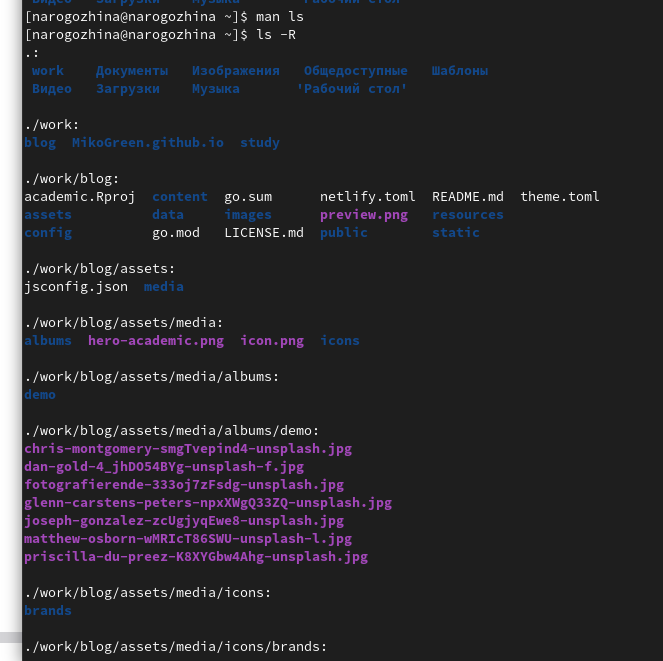 Видео Загрузки Музыка 'Рабочий стол'
[narogozhina@narogozhina ~]$ man ls
[narogozhina@narogozhina ~]$ ls -R
.:
work Документы Изображения Общедоступные Шаблоны
Видео Загрузки Музыка 'Рабочий стол'
./work:
blog MikoGreen.github.io study
./work/blog:
academic.Rproj content go.sum netlify.toml README.md theme.toml
assets data images preview.png resources
config go.mod LICENSE.md public static
./work/blog/assets:
jsconfig.json media
./work/blog/assets/media:
albums hero-academic.png icon.png icons
./work/blog/assets/media/albums:
demo
./work/blog/assets/media/albums/demo:
chris-montgomery-smgTvepind4-unsplash.jpg
dan-gold-4_jhDO54BYg-unsplash-f.jpg
fotografierende-333oj7zFsdg-unsplash.jpg
glenn-carstens-peters-npxXWgQ33ZQ-unsplash.jpg
joseph-gonzalez-zcUgjyqEwe8-unsplash.jpg
matthew-osborn-wMRIcT86SWU-unsplash-l.jpg
priscilla-du-preez-K8XYGbw4Ahg-unsplash.jpg
./work/blog/assets/media/icons:
brands
./work/blog/assets/media/icons/brands: